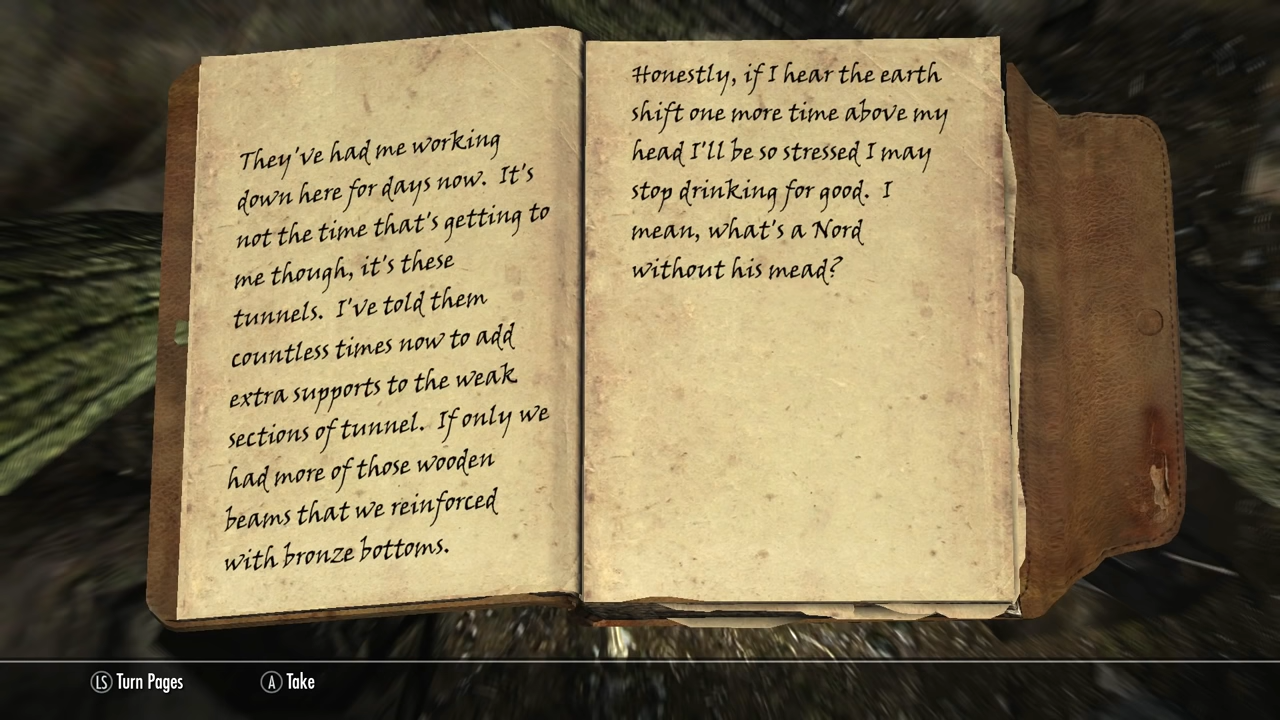 They've had me working
down here for days now. It's
not the time that's getting to
me though, it's these
tunnels. I've told them
countless times now to add
extra supports to the weak
sections of tunnel. If only we
had more of those wooden
beams that we reinforced
with bronze bottoms.
Honestly, if I hear the earth
shift one more time above my
head I'll be so stressed I may
stop drinking for good. I
mean, what's a Nord
without his mead?
LS Turn Pages
A Take